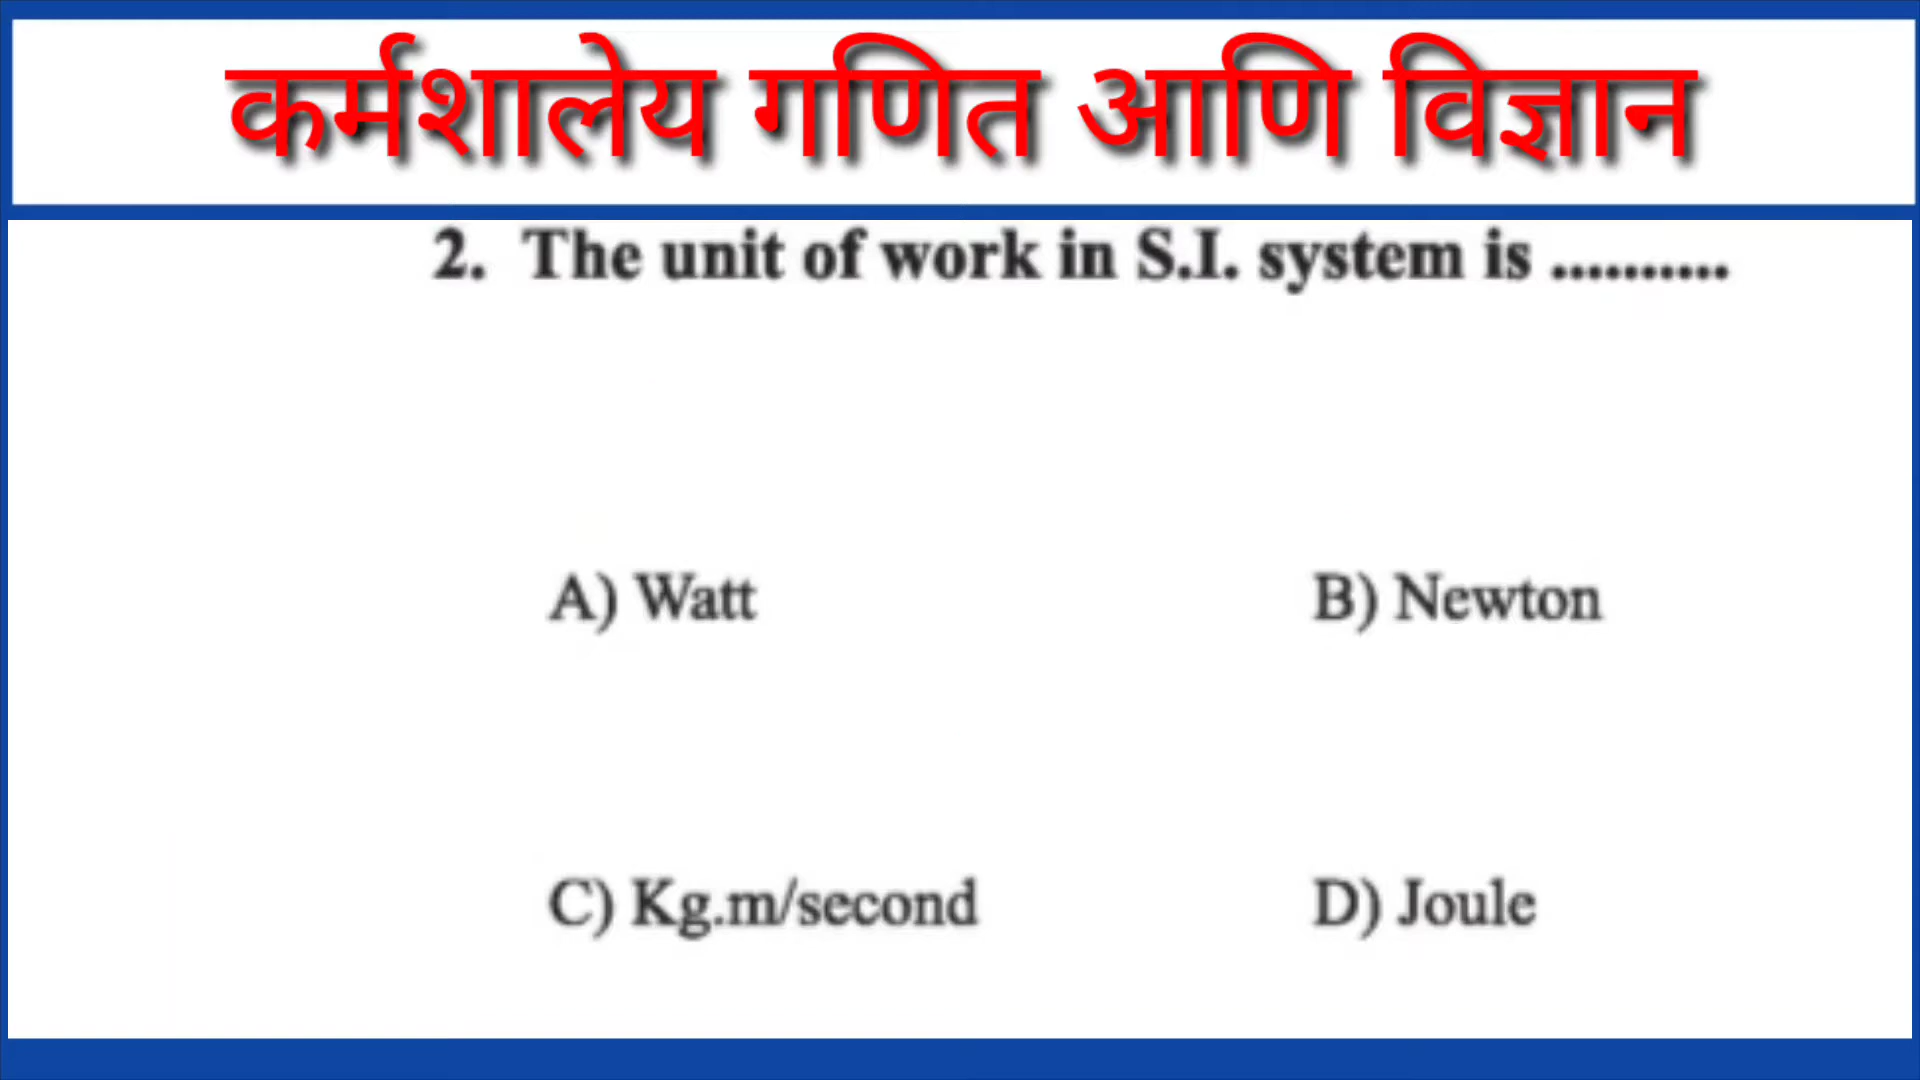 कर्मशालेय गणित आणि विज्ञान
2. The unit of work in S.I. system is ..........
A) Watt
B) Newton
C) Kg.m/second
D) Joule